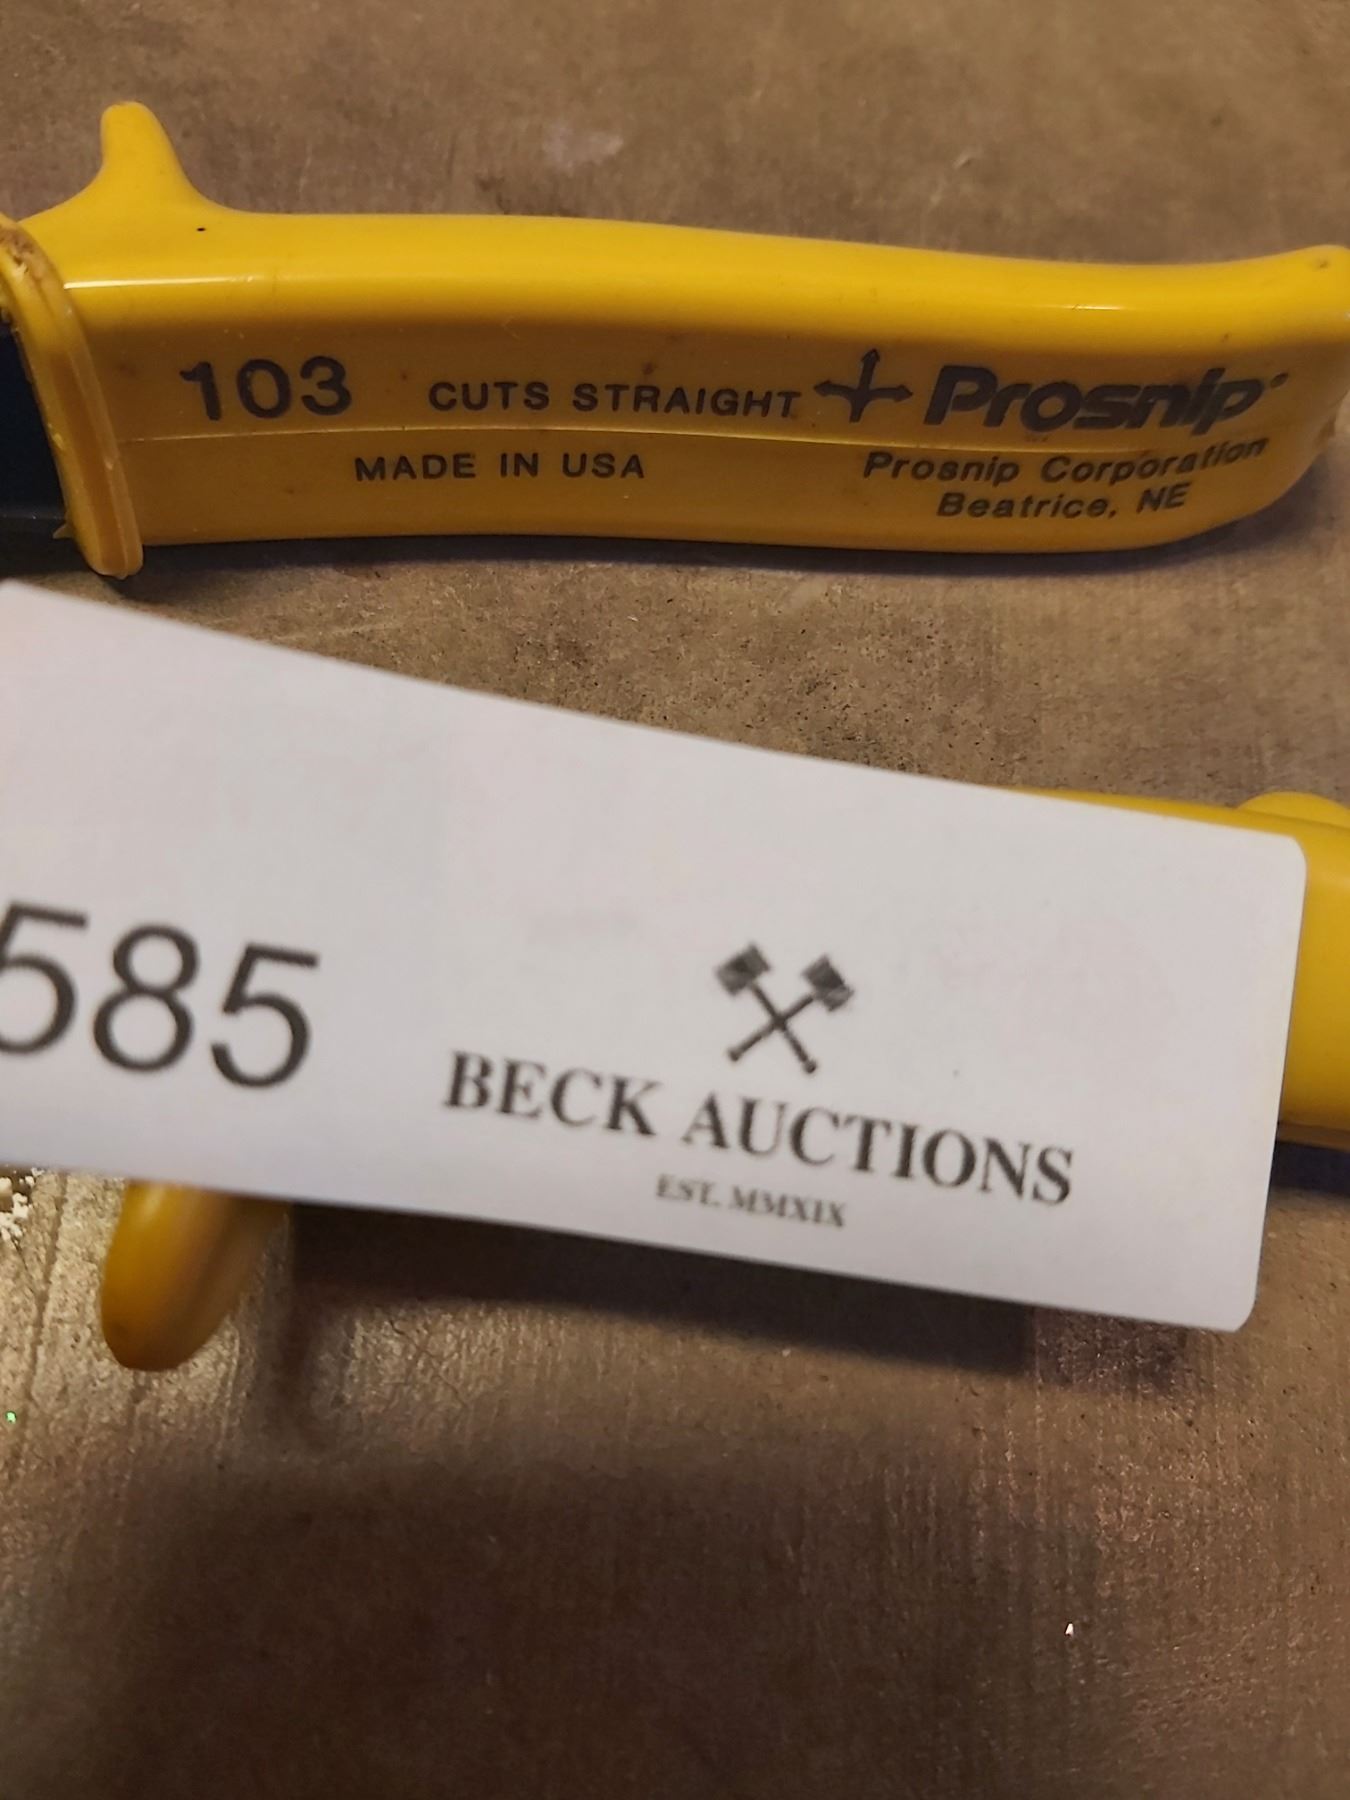 103 CUTS STRAIGHT Prosnip
MADE IN USA
Prosnip Corporation
Beatrice, NE
585
BECK AUCTIONS
EST. MMXIX